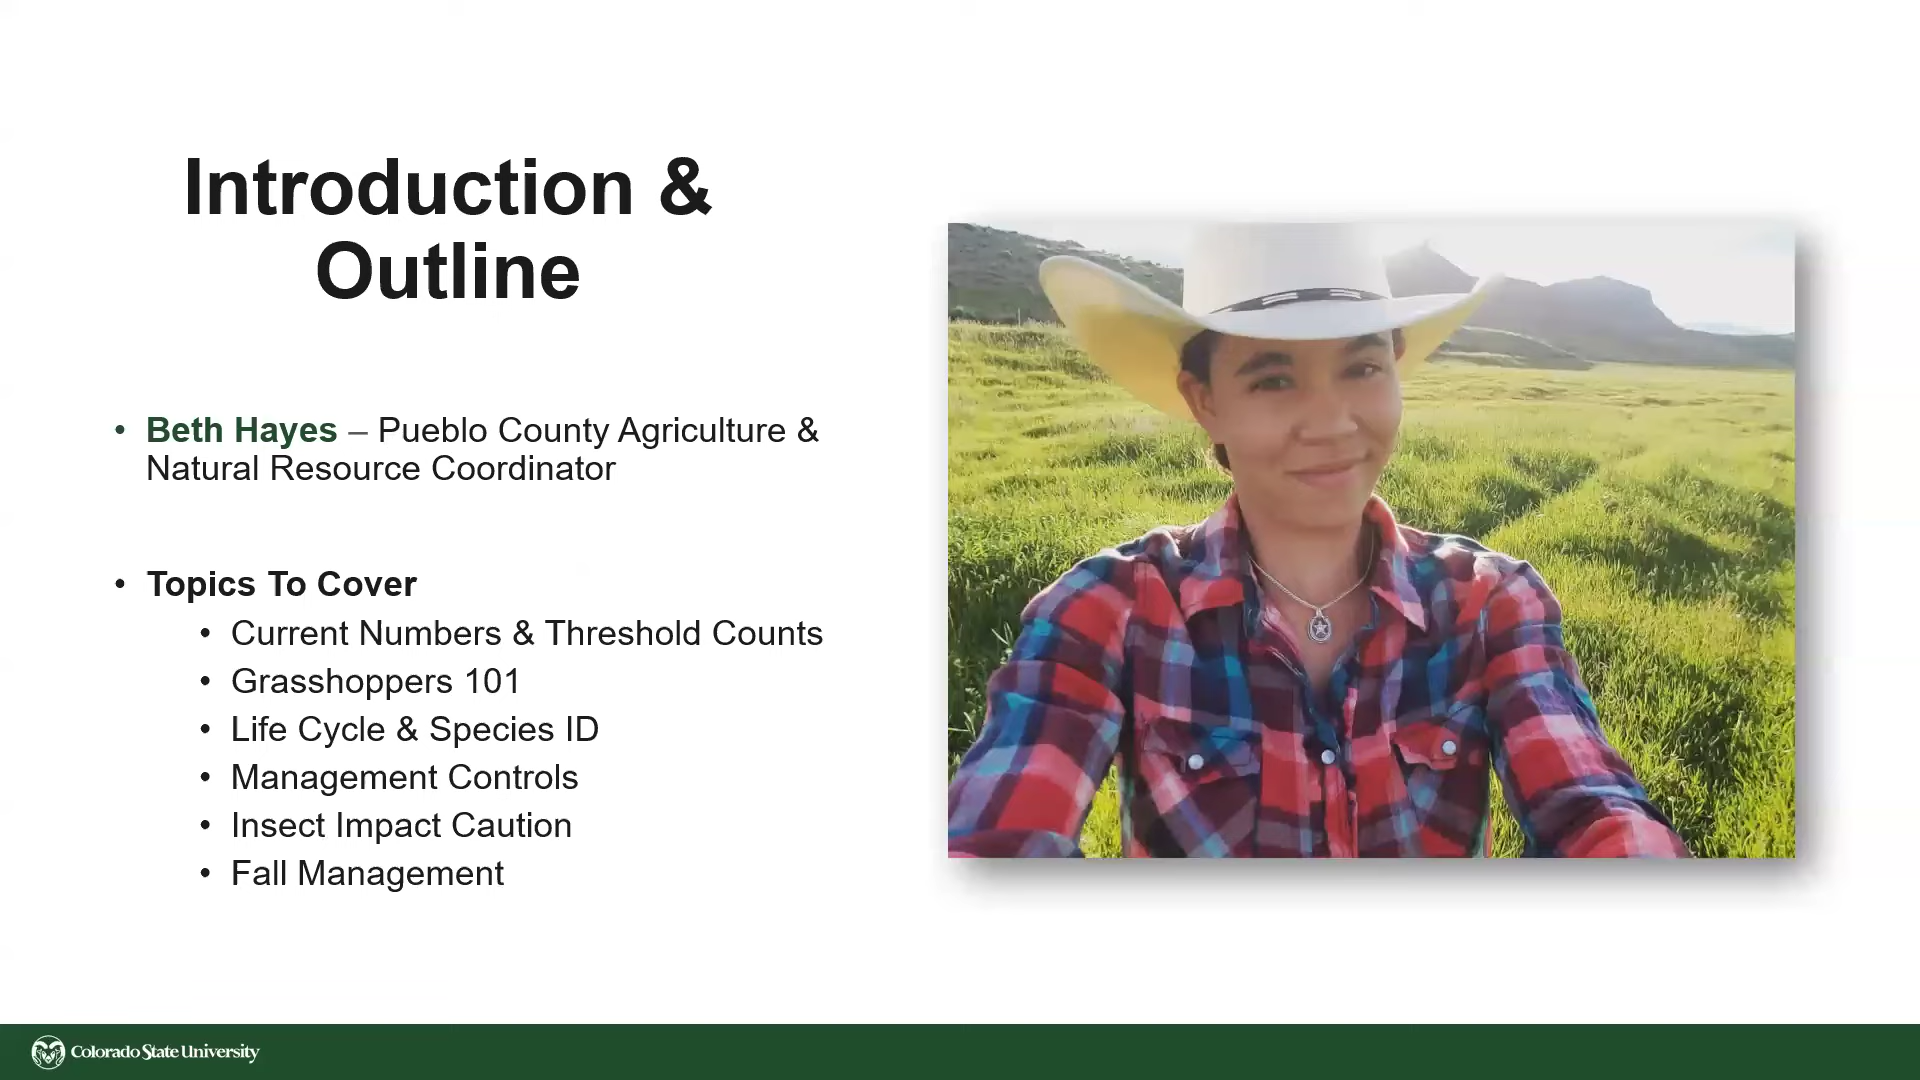 Introduction &
Outline
• Beth Hayes – Pueblo County Agriculture &
Natural Resource Coordinator
• Topics To Cover
• Current Numbers & Threshold Counts
• Grasshoppers 101
• Life Cycle & Species ID
• Management Controls
• Insect Impact Caution
• Fall Management
Colorado State University